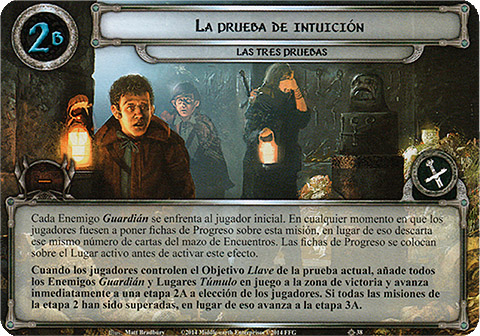 2B
La prueba de intuición
Las Tres Pruebas
Cada Enemigo Guardián se enfrenta al jugador inicial. En cualquier momento en que los
jugadores fuesen a poner fichas de Progreso sobre esta misión, en lugar de eso descarta
ese mismo número de cartas del mazo de Encuentros. Las fichas de Progreso se colocan
sobre el Lugar activo antes de activar este efecto.
Cuando los jugadores controlen el Objetivo Llave de la prueba actual, añade todos
los Enemigos Guardián y Lugares Túmulo en juego a la zona de victoria y avanza
inmediatamente a una etapa 2A a elección de los jugadores. Si todas las misiones de
la etapa 2 han sido superadas, en lugar de eso avanza a la etapa 3A.
Ilus. Matt Bradbury ©2014 Middle-earth Enterprises ©2014 FFG 38